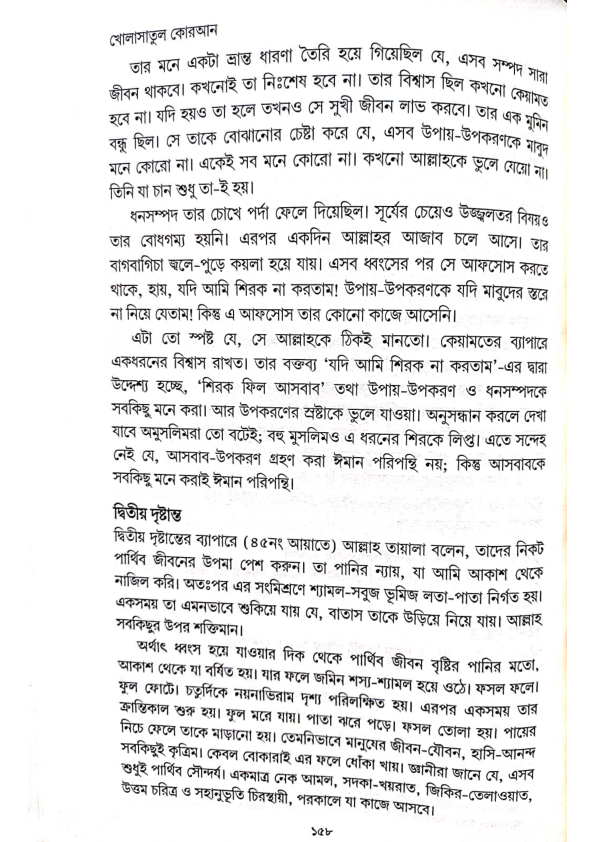 খোলাসাতুল কোরআন
তার মনে একটা ভ্রান্ত ধারণা তৈরি হয়ে গিয়েছিল যে, এসব সম্পদ সারা
জীবন থাকবে। কখনোই তা নিঃশেষ হবে না। তার বিশ্বাস ছিল কখনো কেয়ামত
হবে না। যদি হয়ও তা হলে তখনও সে সুখী জীবন লাভ করবে। তার এক মুমিন
বন্ধু ছিল। সে তাকে বোঝানোর চেষ্টা করে যে, এসব উপায়-উপকরণকে মাবুদ
মনে কোরো না। একেই সব মনে কোরো না। কখনো আল্লাহকে ভুলে যেয়ো না।
তিনি যা চান শুধু তা-ই হয়।
ধনসম্পদ তার চোখে পর্দা ফেলে দিয়েছিল। সূর্যের চেয়েও উজ্জ্বলতর বিষয়ও
তার বোধগম্য হয়নি। এরপর একদিন আল্লাহর আজাব চলে আসে। তার
বাগবাগিচা জ্বলে-পুড়ে কয়লা হয়ে যায়। এসব ধ্বংসের পর সে আফসোস করতে
থাকে, হায়, যদি আমি শিরক না করতাম! উপায়-উপকরণকে যদি মাবুদের স্তরে
না নিয়ে যেতাম! কিন্তু এ আফসোস তার কোনো কাজে আসেনি।
এটা তো স্পষ্ট যে, সে আল্লাহকে ঠিকই মানতো। কেয়ামতের ব্যাপারে
একধরনের বিশ্বাস রাখত। তার বক্তব্য ‘যদি আমি শিরক না করতাম’-এর দ্বারা
উদ্দেশ্য হচ্ছে, ‘শিরক ফিল আসবাব’ তথা উপায়-উপকরণ ও ধনসম্পদকে
সবকিছু মনে করা। আর উপকরণের স্রষ্টাকে ভুলে যাওয়া। অনুসন্ধান করলে দেখা
যাবে অমুসলিমরা তো বটেই; বহু মুসলিমও এ ধরনের শিরকে লিপ্ত। এতে সন্দেহ
নেই যে, আসবাব-উপকরণ গ্রহণ করা ঈমান পরিপন্থি নয়; কিন্তু আসবাবকে
সবকিছু মনে করাই ঈমান পরিপন্থি।
দ্বিতীয় দৃষ্টান্ত
দ্বিতীয় দৃষ্টান্তের ব্যাপারে (৪৫নং আয়াতে) আল্লাহ তায়ালা বলেন, তাদের নিকট
পার্থিব জীবনের উপমা পেশ করুন। তা পানির ন্যায়, যা আমি আকাশ থেকে
নাজিল করি। অতঃপর এর সংমিশ্রণে শ্যামল-সবুজ ভূমিজ লতা-পাতা নির্গত হয়।
একসময় তা এমনভাবে শুকিয়ে যায় যে, বাতাস তাকে উড়িয়ে নিয়ে যায়। আল্লাহ
সবকিছুর উপর শক্তিমান।
অর্থাৎ ধ্বংস হয়ে যাওয়ার দিক থেকে পার্থিব জীবন বৃষ্টির পানির মতো,
আকাশ থেকে যা বর্ষিত হয়। যার ফলে জমিন শস্য-শ্যামল হয়ে ওঠে। ফসল ফলে।
ফুল ফোটে। চতুর্দিকে নয়নাভিরাম দৃশ্য পরিলক্ষিত হয়। এরপর একসময় তার
ক্রান্তিকাল শুরু হয়। ফুল মরে যায়। পাতা ঝরে পড়ে। ফসল তোলা হয়। পায়ের
নিচে ফেলে তাকে মাড়ানো হয়। তেমনিভাবে মানুষের জীবন-যৌবন, হাসি-আনন্দ
সবকিছুই কৃত্রিম। কেবল বোকারাই এর ফলে ধোঁকা খায়। জ্ঞানীরা জানে যে, এসব
শুধুই পার্থিব সৌন্দর্য। একমাত্র নেক আমল, সদকা-খয়রাত, জিকির-তেলাওয়াত,
উত্তম চরিত্র ও সহানুভূতি চিরস্থায়ী, পরকালে যা কাজে আসবে।
১৫৮